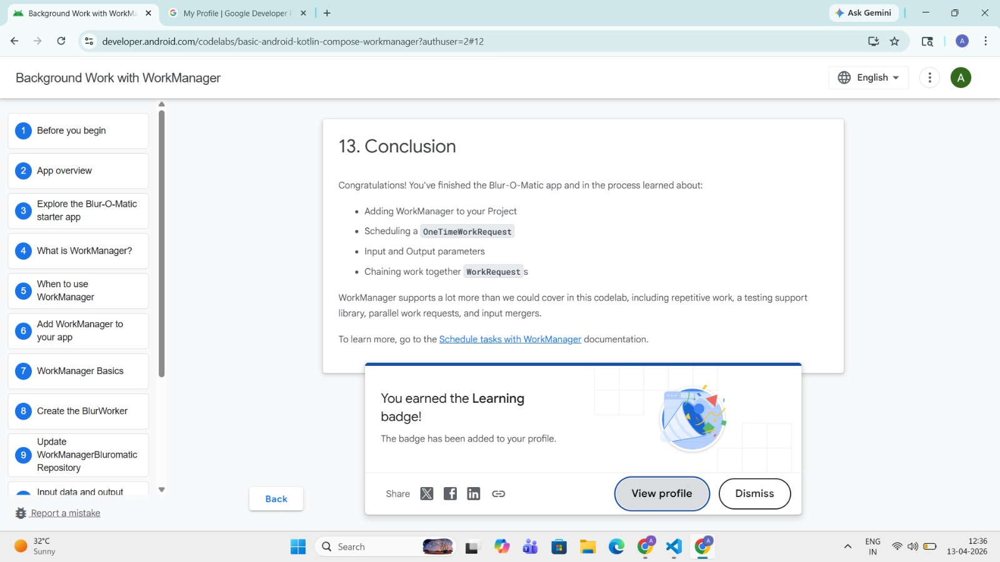 Background Work with WorkMa
My Profile | Google Developer P
Ask Gemini
developer.android.com/codelabs/basic-android-kotlin-compose-workmanager?authuser=2#12
A
Background Work with WorkManager
English
A
1 Before you begin
2 App overview
3 Explore the Blur-O-Matic
starter app
4 What is WorkManager?
5 When to use
WorkManager
6 Add WorkManager to
your app
7 WorkManager Basics
8 Create the BlurWorker
9 Update
WorkManagerBluromatic
Repository
Input data and output
Report a mistake
13. Conclusion
Congratulations! You've finished the Blur-O-Matic app and in the process learned about:
• Adding WorkManager to your Project
• Scheduling a OneTimeWorkRequest
• Input and Output parameters
• Chaining work together WorkRequest s
WorkManager supports a lot more than we could cover in this codelab, including repetitive work, a testing support
library, parallel work requests, and input mergers.
To learn more, go to the Schedule tasks with WorkManager documentation.
You earned the Learning
badge!
The badge has been added to your profile.
Share
View profile
Dismiss
Back
32°C
Sunny
Search
A
A
ENG
IN
12:36
13-04-2026